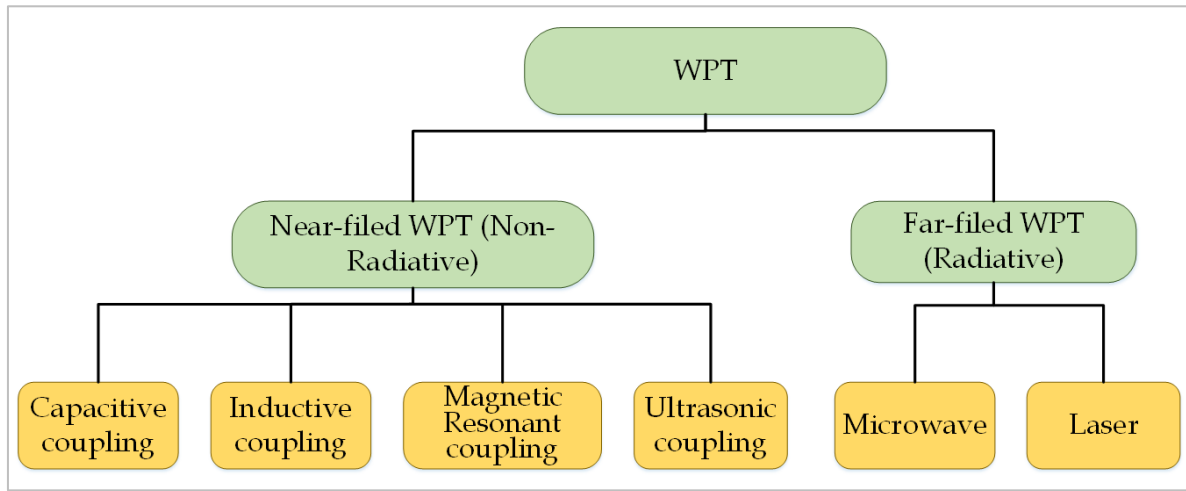 WPT
Near-filed WPT (Non-
Radiative)
Far-filed WPT
(Radiative)
Capacitive
coupling
Inductive
coupling
Magnetic
Resonant
coupling
Ultrasonic
coupling
Microwave
Laser